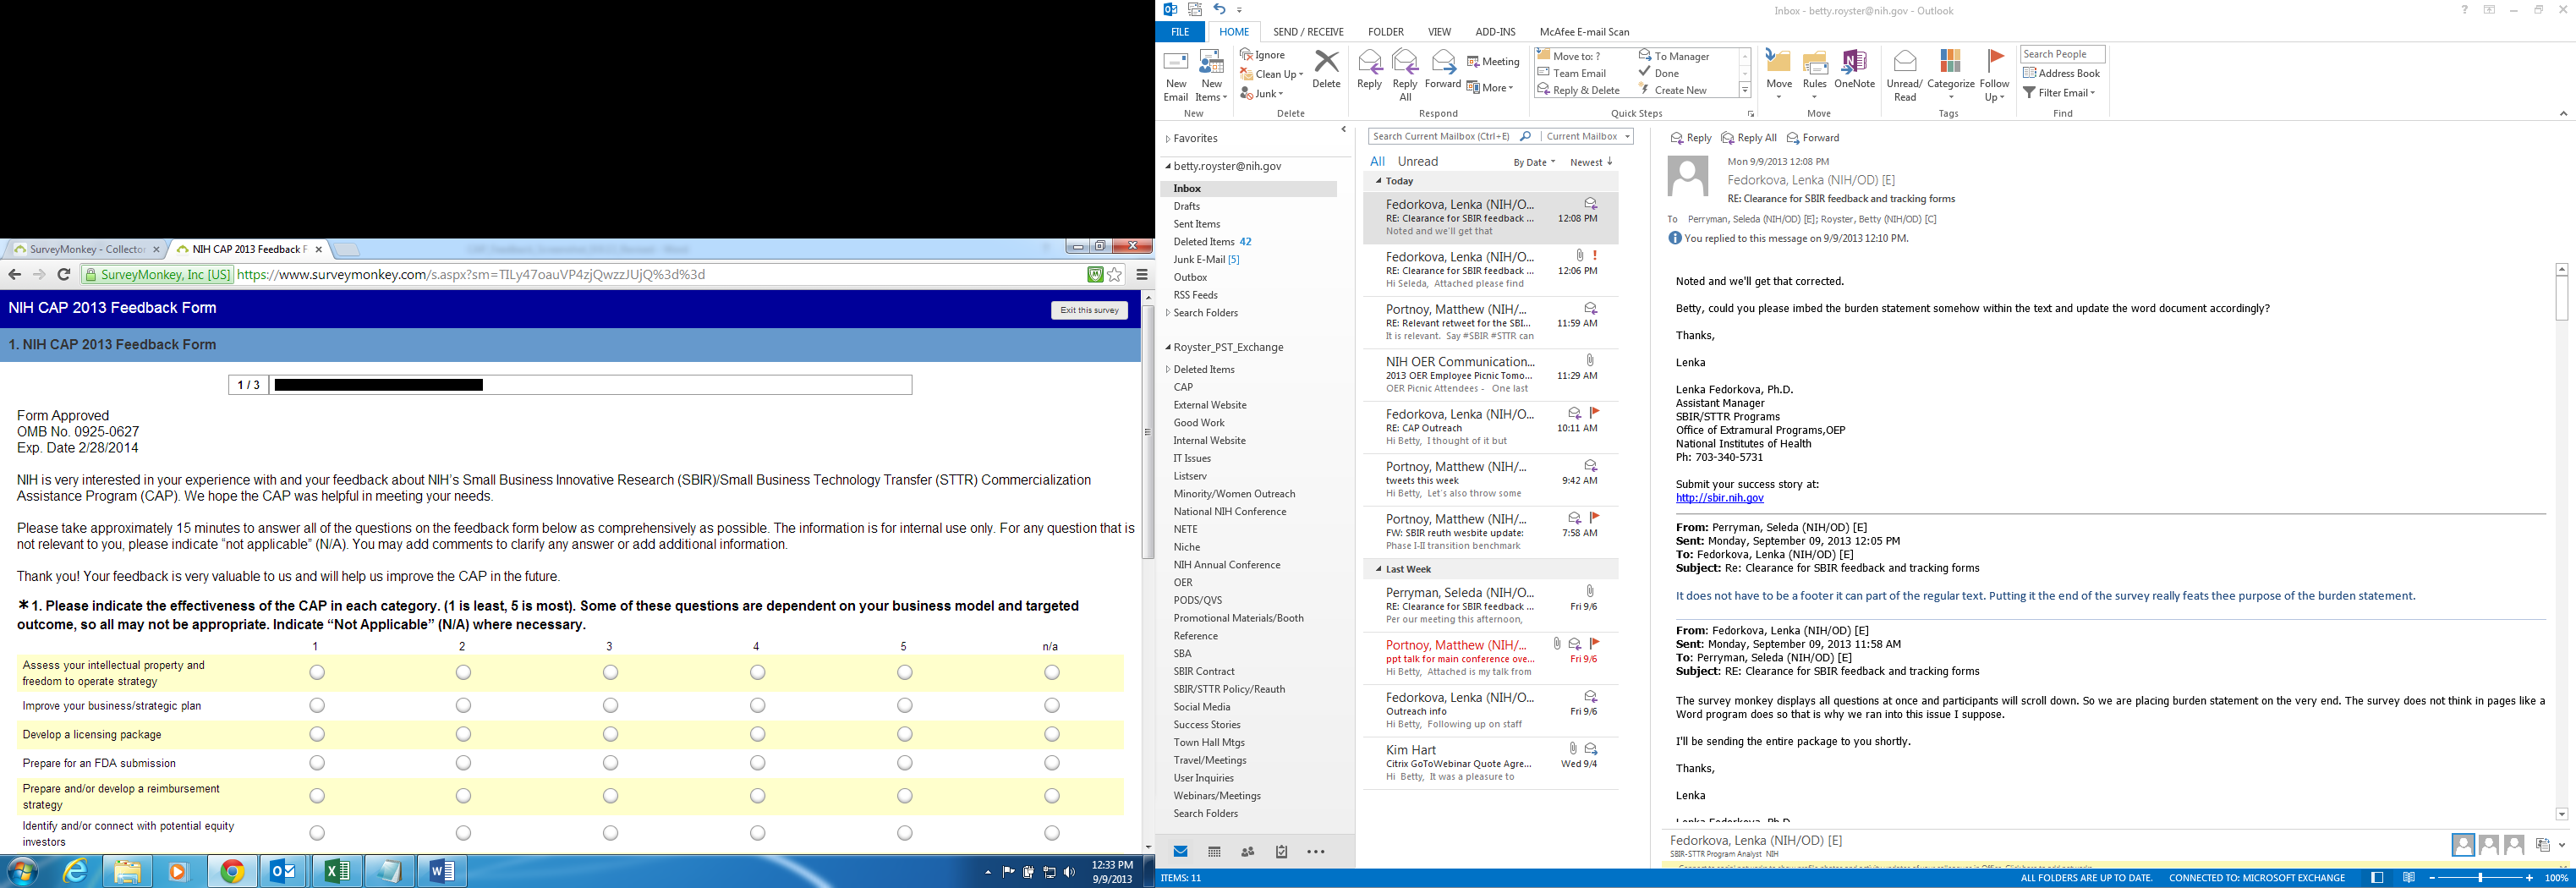 SurveyMonkey - Collector
NIH CAP 2013 Feedback F
SurveyMonkey, Inc [US] https://www.surveymonkey.com/s.aspx?sm=TILy47oauVP4zjQwzzJUjQ%3d%3d
NIH CAP 2013 Feedback Form
Exit this survey
1. NIH CAP 2013 Feedback Form
1 / 3
Form Approved
OMB No. 0925-0627
Exp. Date 2/28/2014
NIH is very interested in your experience with and your feedback about NIH's Small Business Innovative Research (SBIR)/Small Business Technology Transfer (STTR) Commercialization
Assistance Program (CAP). We hope the CAP was helpful in meeting your needs.
Please take approximately 15 minutes to answer all of the questions on the feedback form below as comprehensively as possible. The information is for internal use only. For any question that is
not relevant to you, please indicate "not applicable" (N/A). You may add comments to clarify any answer or add additional information.
Thank you! Your feedback is very valuable to us and will help us improve the CAP in the future.
*1. Please indicate the effectiveness of the CAP in each category. (1 is least, 5 is most). Some of these questions are dependent on your business model and targeted
outcome, so all may not be appropriate. Indicate "Not Applicable" (N/A) where necessary.
1 2 3 4 5 n/a
Assess your intellectual property and
freedom to operate strategy
Improve your business/strategic plan
Develop a licensing package
Prepare for an FDA submission
Prepare and/or develop a reimbursement
strategy
Identify and/or connect with potential equity
investors
12:33 PM
9/9/2013
Inbox - betty.royster@nih.gov - Outlook
FILE HOME SEND / RECEIVE FOLDER VIEW ADD-INS McAfee E-mail Scan
New Email
New Items
New
Ignore
Clean Up
Junk
Delete
Delete
Reply
Reply All
Forward
Meeting
More
Respond
Move to: ?
Team Email
Reply & Delete
To Manager
Done
Create New
Quick Steps
Move
Rules
OneNote
Move
Unread/ Read
Categorize
Follow Up
Tags
Search People
Address Book
Filter Email
Find
Favorites
betty.royster@nih.gov
Inbox
Drafts
Sent Items
Deleted Items 42
Junk E-Mail [5]
Outbox
RSS Feeds
Search Folders
Royster_PST_Exchange
Deleted Items
CAP
External Website
Good Work
Internal Website
IT Issues
Listserv
Minority/Women Outreach
National NIH Conference
NETE
Niche
NIH Annual Conference
OER
PODS/QVS
Promotional Materials/Booth
Reference
SBA
SBIR Contract
SBIR/STTR Policy/Reauth
Social Media
Success Stories
Town Hall Mtgs
Travel/Meetings
User Inquiries
Webinars/Meetings
Search Folders
ITEMS: 11
Search Current Mailbox (Ctrl+E) Current Mailbox
All Unread By Date Newest
Today
Fedorkova, Lenka (NIH/O...
RE: Clearance for SBIR feedback ... 12:08 PM
Noted and we'll get that
Fedorkova, Lenka (NIH/O...
RE: Clearance for SBIR feedback ... 12:06 PM
Hi Seleda, Attached please find
Portnoy, Matthew (NIH/...
RE: Relevant retweet for the SBI... 11:59 AM
It is relevant. Say #SBIR #STTR can
NIH OER Communication...
2013 OER Employee Picnic Tomo... 11:29 AM
OER Picnic Attendees - One last
Fedorkova, Lenka (NIH/O...
RE: CAP Outreach 10:11 AM
Hi Betty, I thought of it but
Portnoy, Matthew (NIH/...
tweets this week 9:42 AM
Hi Betty, Let's also throw some
Portnoy, Matthew (NIH/...
FW: SBIR reuth wesbite update: 7:58 AM
Phase I-II transition benchmark
Last Week
Perryman, Seleda (NIH/O...
RE: Clearance for SBIR feedback ... Fri 9/6
Per our meeting this afternoon,
Portnoy, Matthew (NIH/...
ppt talk for main conference ove... Fri 9/6
Hi Betty, Attached is my talk from
Fedorkova, Lenka (NIH/O...
Outreach info Fri 9/6
Hi Betty, Following up on staff
Kim Hart
Citrix GoToWebinar Quote Agre... Wed 9/4
Hi Betty, It was a pleasure to
Reply Reply All Forward
Mon 9/9/2013 12:08 PM
Fedorkova, Lenka (NIH/OD) [E]
RE: Clearance for SBIR feedback and tracking forms
To Perryman, Seleda (NIH/OD) [E]; Royster, Betty (NIH/OD) [C]
You replied to this message on 9/9/2013 12:10 PM.
Noted and we'll get that corrected.
Betty, could you please imbed the burden statement somehow within the text and update the word document accordingly?
Thanks,
Lenka
Lenka Fedorkova, Ph.D.
Assistant Manager
SBIR/STTR Programs
Office of Extramural Programs,OEP
National Institutes of Health
Ph: 703-340-5731
Submit your success story at:
http://sbir.nih.gov
From: Perryman, Seleda (NIH/OD) [E]
Sent: Monday, September 09, 2013 12:05 PM
To: Fedorkova, Lenka (NIH/OD) [E]
Subject: Re: Clearance for SBIR feedback and tracking forms
It does not have to be a footer it can part of the regular text. Putting it the end of the survey really feats thee purpose of the burden statement.
From: Fedorkova, Lenka (NIH/OD) [E]
Sent: Monday, September 09, 2013 11:58 AM
To: Perryman, Seleda (NIH/OD) [E]
Subject: RE: Clearance for SBIR feedback and tracking forms
The survey monkey displays all questions at once and participants will scroll down. So we are placing burden statement on the very end. The survey does not think in pages like a
Word program does so that is why we ran into this issue I suppose.
I'll be sending the entire package to you shortly.
Thanks,
Lenka
Lenka Fedorkova, Ph.D.
Fedorkova, Lenka (NIH/OD) [E]
SBIR-STTR Program Analyst NIH
ALL FOLDERS ARE UP TO DATE. CONNECTED TO: MICROSOFT EXCHANGE 100%